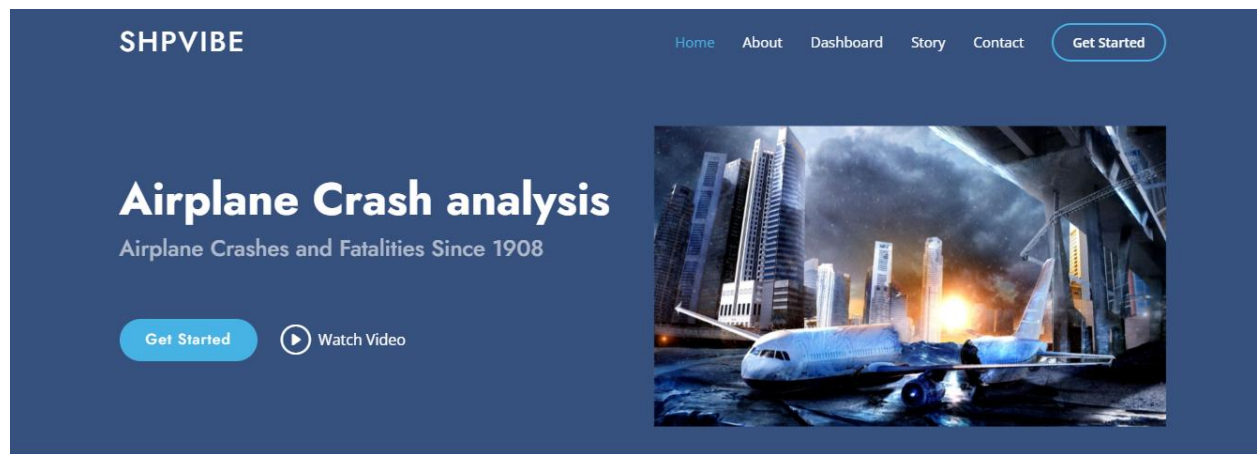 SHPVIBE
Home About Dashboard Story Contact Get Started
Airplane Crash analysis
Airplane Crashes and Fatalities Since 1908
Get Started Watch Video